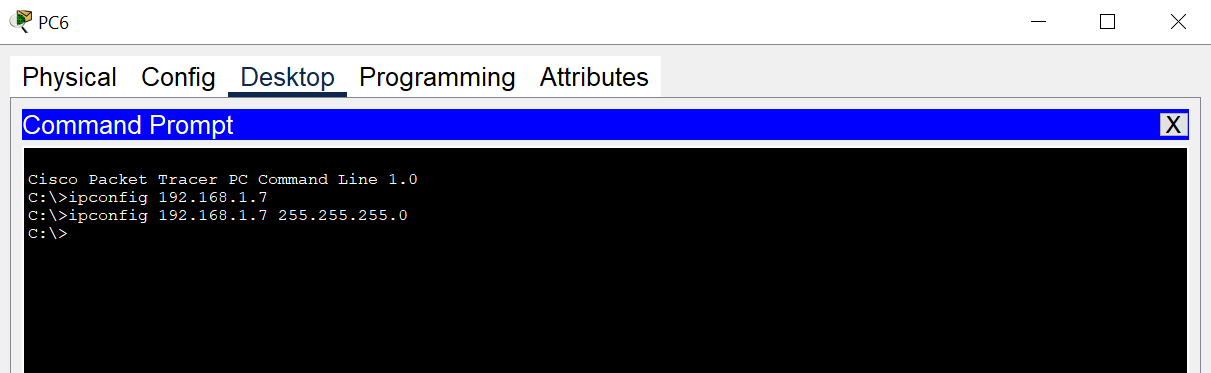 PC6
Physical Config Desktop Programming Attributes
Command Prompt
X
Cisco Packet Tracer PC Command Line 1.0
C:\>ipconfig 192.168.1.7
C:\>ipconfig 192.168.1.7 255.255.255.0
C:\>